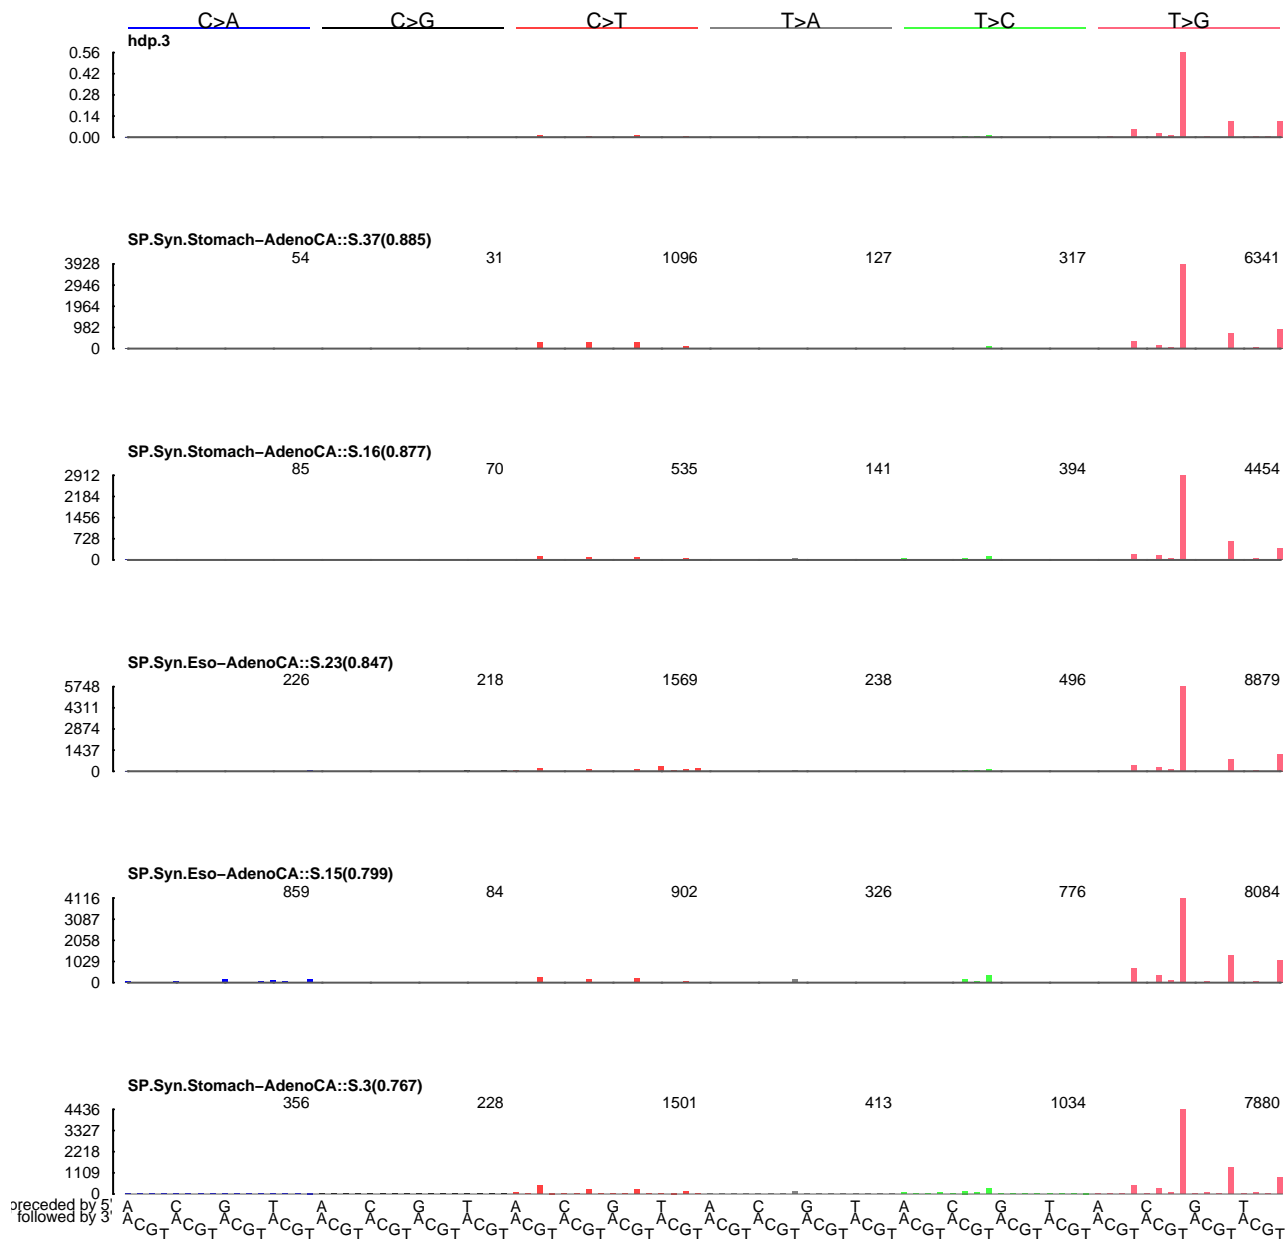 C>A C>G C>T T>A T>C T>G
hdp.3
0.56
0.42
0.28
0.14
0.00
SP.Syn.Stomach−AdenoCA::S.37(0.885)
54 31 1096 127 317 6341
3928
2946
1964
982
0
SP.Syn.Stomach−AdenoCA::S.16(0.877)
85 70 535 141 394 4454
2912
2184
1456
728
0
SP.Syn.Eso−AdenoCA::S.23(0.847)
226 218 1569 238 496 8879
5748
4311
2874
1437
0
SP.Syn.Eso−AdenoCA::S.15(0.799)
859 84 902 326 776 8084
4116
3087
2058
1029
0
SP.Syn.Stomach−AdenoCA::S.3(0.767)
356 228 1501 413 1034 7880
4436
3327
2218
1109
0
preceded by 5' A C G T A C G T A C G T A C G T A C G T A C G T
followed by 3' A C G T A C G T A C G T A C G T A C G T A C G T A C G T A C G T A C G T A C G T A C G T A C G T A C G T A C G T A C G T A C G T A C G T A C G T A C G T A C G T A C G T A C G T A C G T A C G T